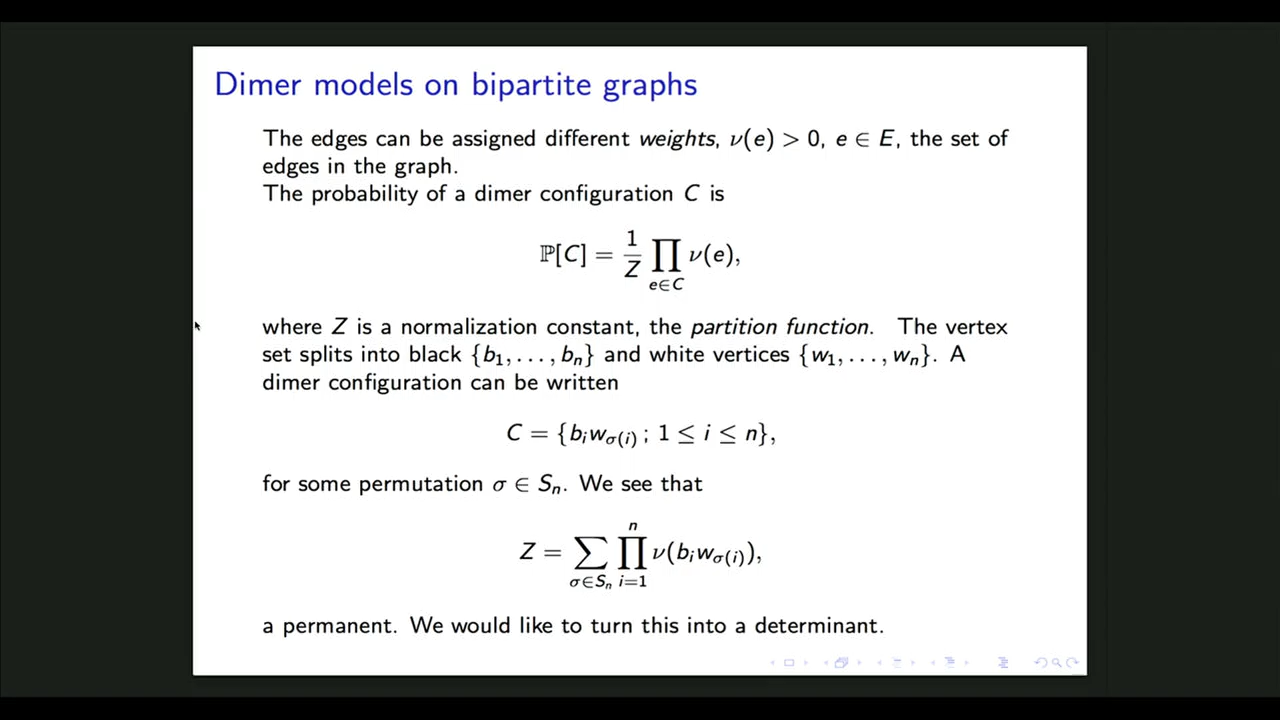 Dimer models on bipartite graphs
The edges can be assigned different weights, ν(e) > 0, e ∈ E, the set of
edges in the graph.
The probability of a dimer configuration C is
ℙ[C] = 1/Z ∏_{e∈C} ν(e),
where Z is a normalization constant, the partition function. The vertex
set splits into black {b₁, . . . , bₙ} and white vertices {w₁, . . . , wₙ}. A
dimer configuration can be written
C = {b_i w_{σ(i)} ; 1 ≤ i ≤ n},
for some permutation σ ∈ Sₙ. We see that
Z = ∑_{σ∈Sₙ} ∏_{i=1}^{n} ν(b_i w_{σ(i)}),
a permanent. We would like to turn this into a determinant.